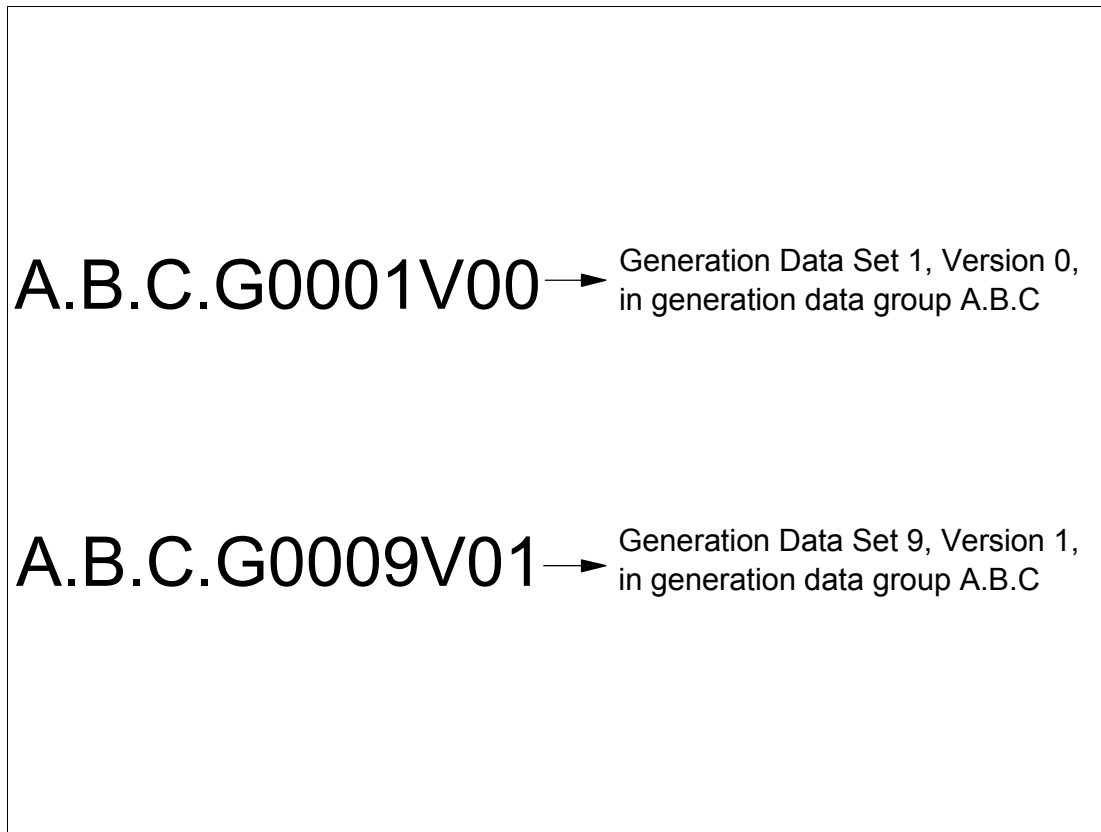 A.B.C.G0001V00
Generation Data Set 1, Version 0,
in generation data group A.B.C
A.B.C.G0009V01
Generation Data Set 9, Version 1,
in generation data group A.B.C